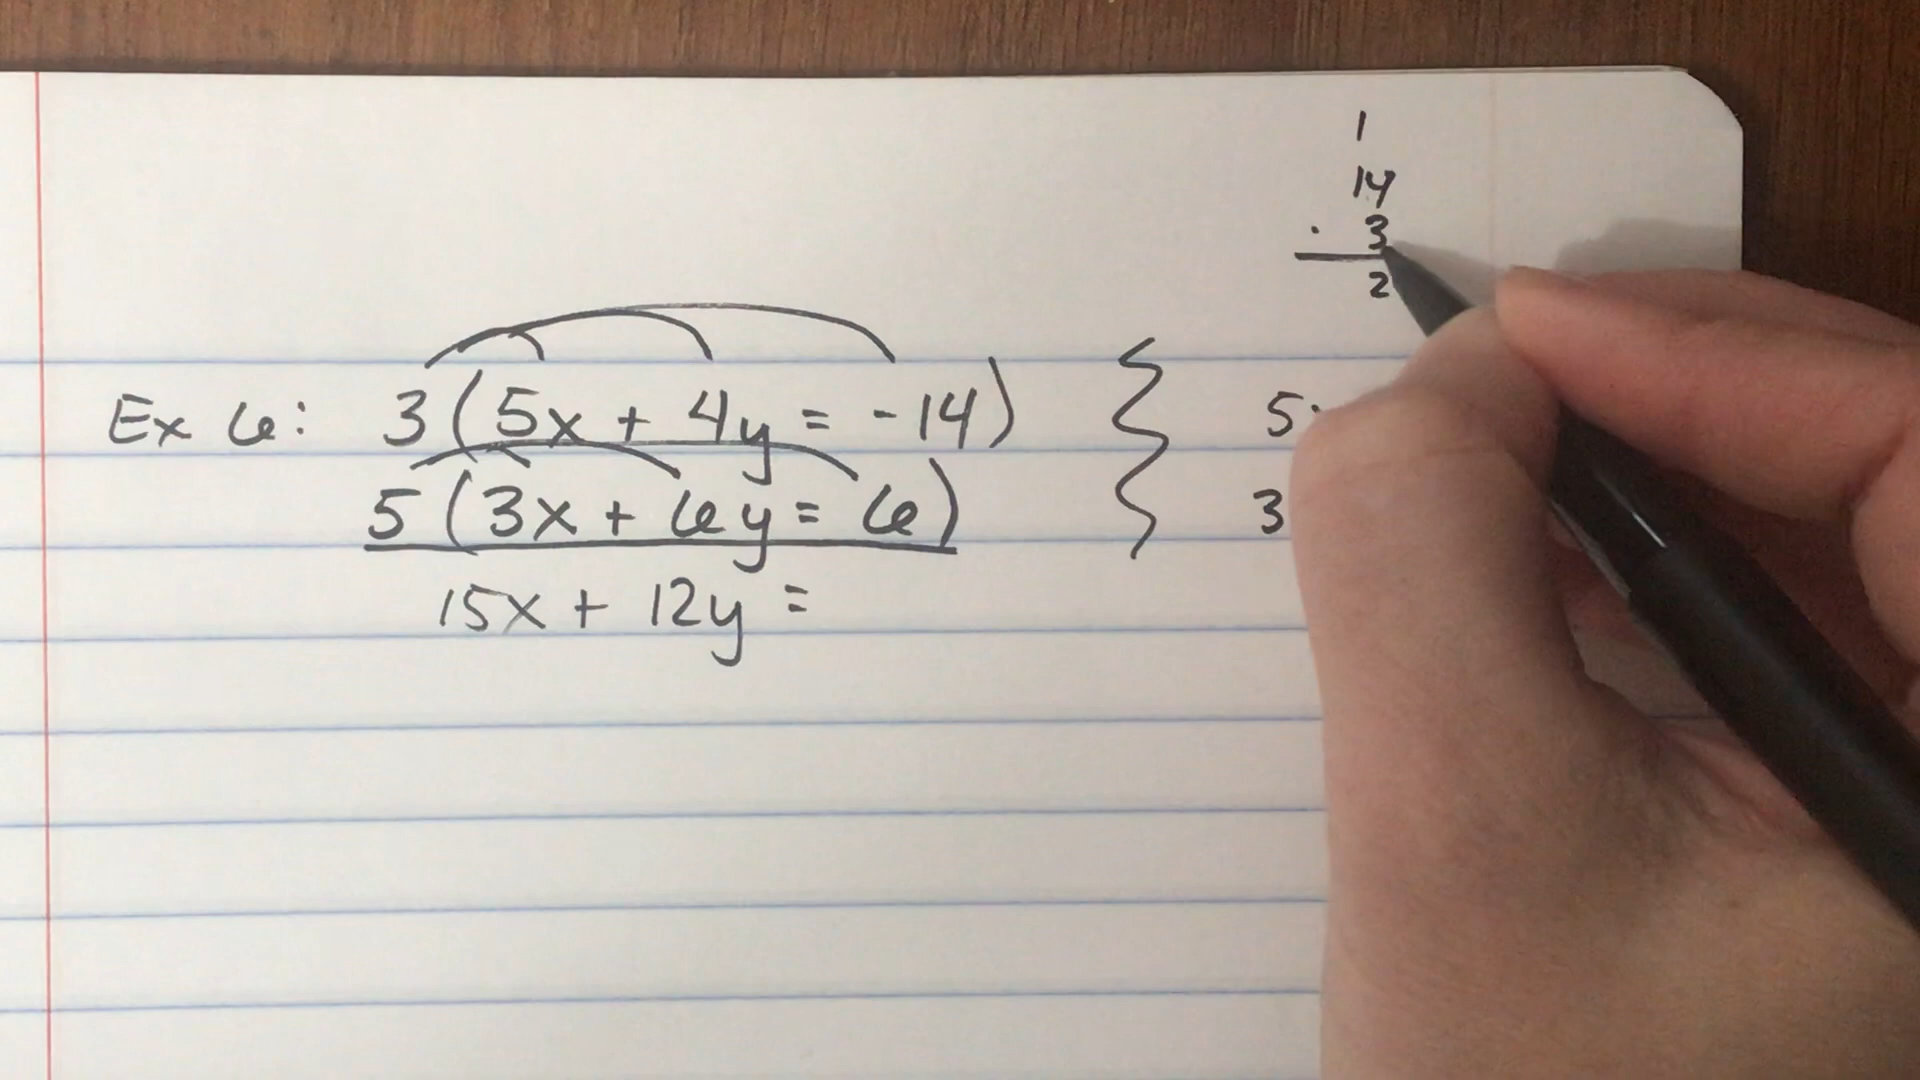 1
14
· 3
2
Ex 6: 3(5x + 4y = -14)
5(3x + 6y = 6)
15x + 12y =
5
3